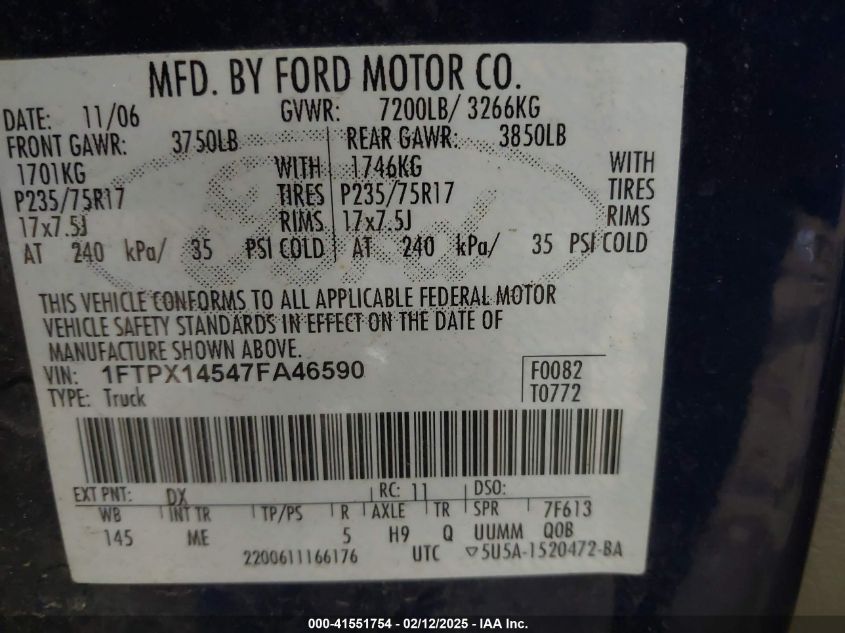 MFD. BY FORD MOTOR CO.
DATE: 11/06 GVWR: 7200LB/ 3266KG
FRONT GAWR: 3750LB REAR GAWR: 3850LB
1701KG WITH 1746KG WITH
P235/75R17 TIRES P235/75R17 TIRES
17x7.5J RIMS 17x7.5J RIMS
AT 240 kPa/ 35 PSI COLD AT 240 kPa/ 35 PSI COLD
THIS VEHICLE CONFORMS TO ALL APPLICABLE FEDERAL MOTOR
VEHICLE SAFETY STANDARDS IN EFFECT ON THE DATE OF
MANUFACTURE SHOWN ABOVE.
VIN: 1FTPX14547FA46590 F0082
TYPE: Truck T0772
EXT PNT: DX RC: 11 DSO:
WB INT TR TP/PS R AXLE TR SPR 7F613
145 ME 5 H9 Q UUMM QOB
2200611166176 UTC ▽5U5A-1520472-BA
000-41551754 - 02/12/2025 - IAA Inc.